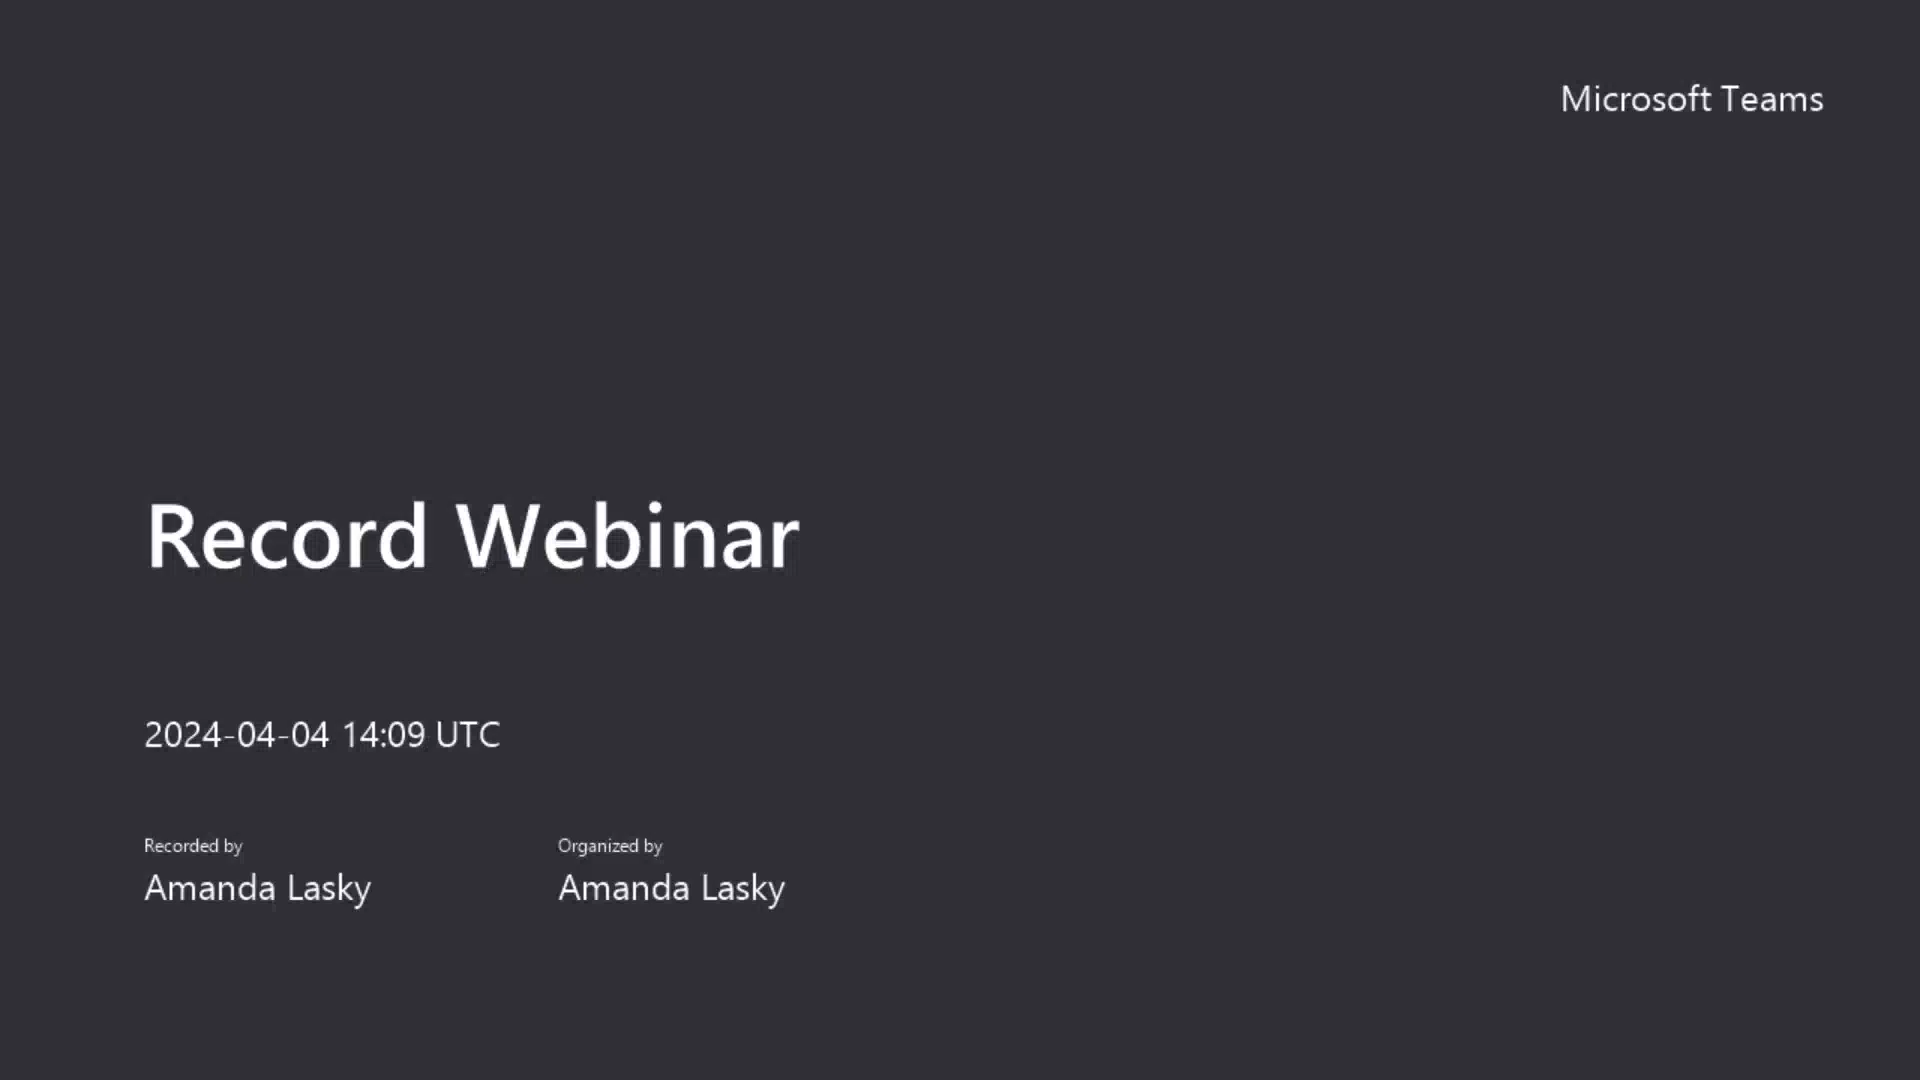 Microsoft Teams
Record Webinar
2024-04-04 14:09 UTC
Recorded by
Amanda Lasky
Organized by
Amanda Lasky